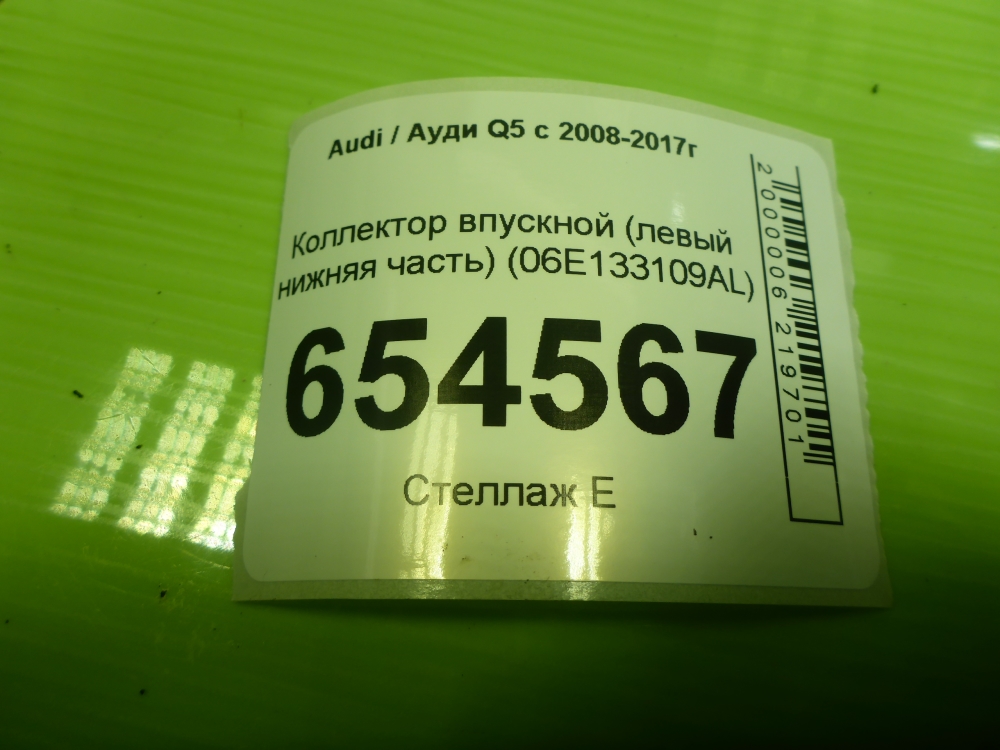 Audi / Ауди Q5 с 2008-2017г
Коллектор впускной (левый
нижняя часть) (06E133109AL)
654567
Стеллаж Е
2000006219701